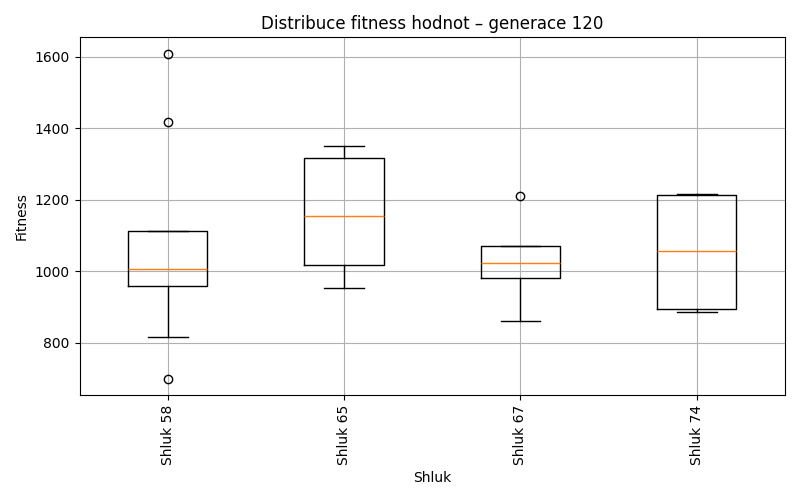 Distribuce fitness hodnot – generace 120
Fitness
1600
1400
1200
1000
800
Shluk 58
Shluk 65
Shluk 67
Shluk 74
Shluk